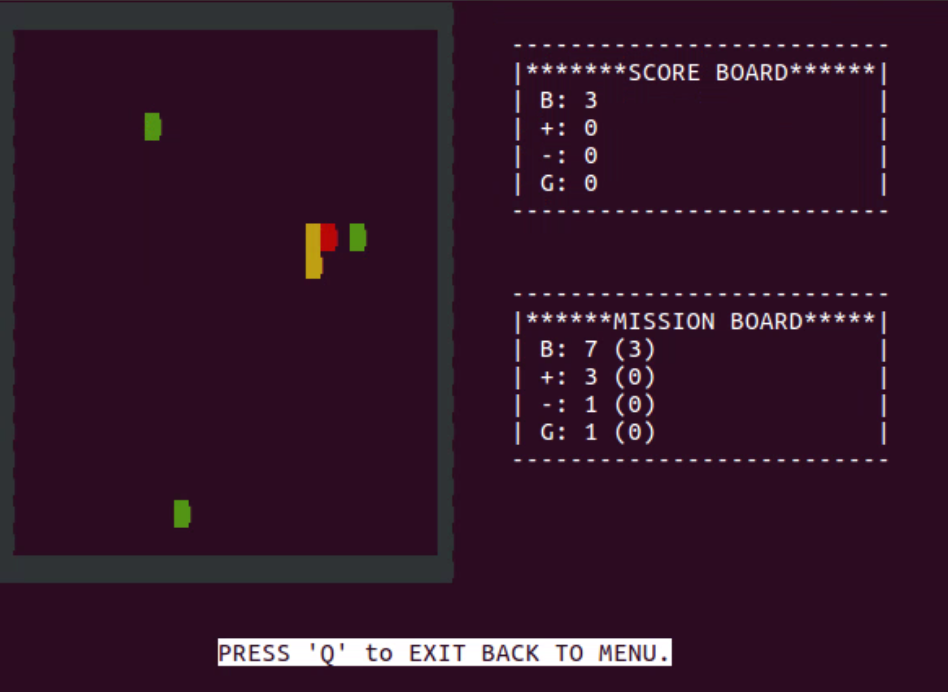 --------------------------
|*******SCORE BOARD******|
| B: 3                   |
| +: 0                   |
| -: 0                   |
| G: 0                   |
--------------------------
--------------------------
|******MISSION BOARD*****|
| B: 7 (3)               |
| +: 3 (0)               |
| -: 1 (0)               |
| G: 1 (0)               |
--------------------------
PRESS 'Q' to EXIT BACK TO MENU.